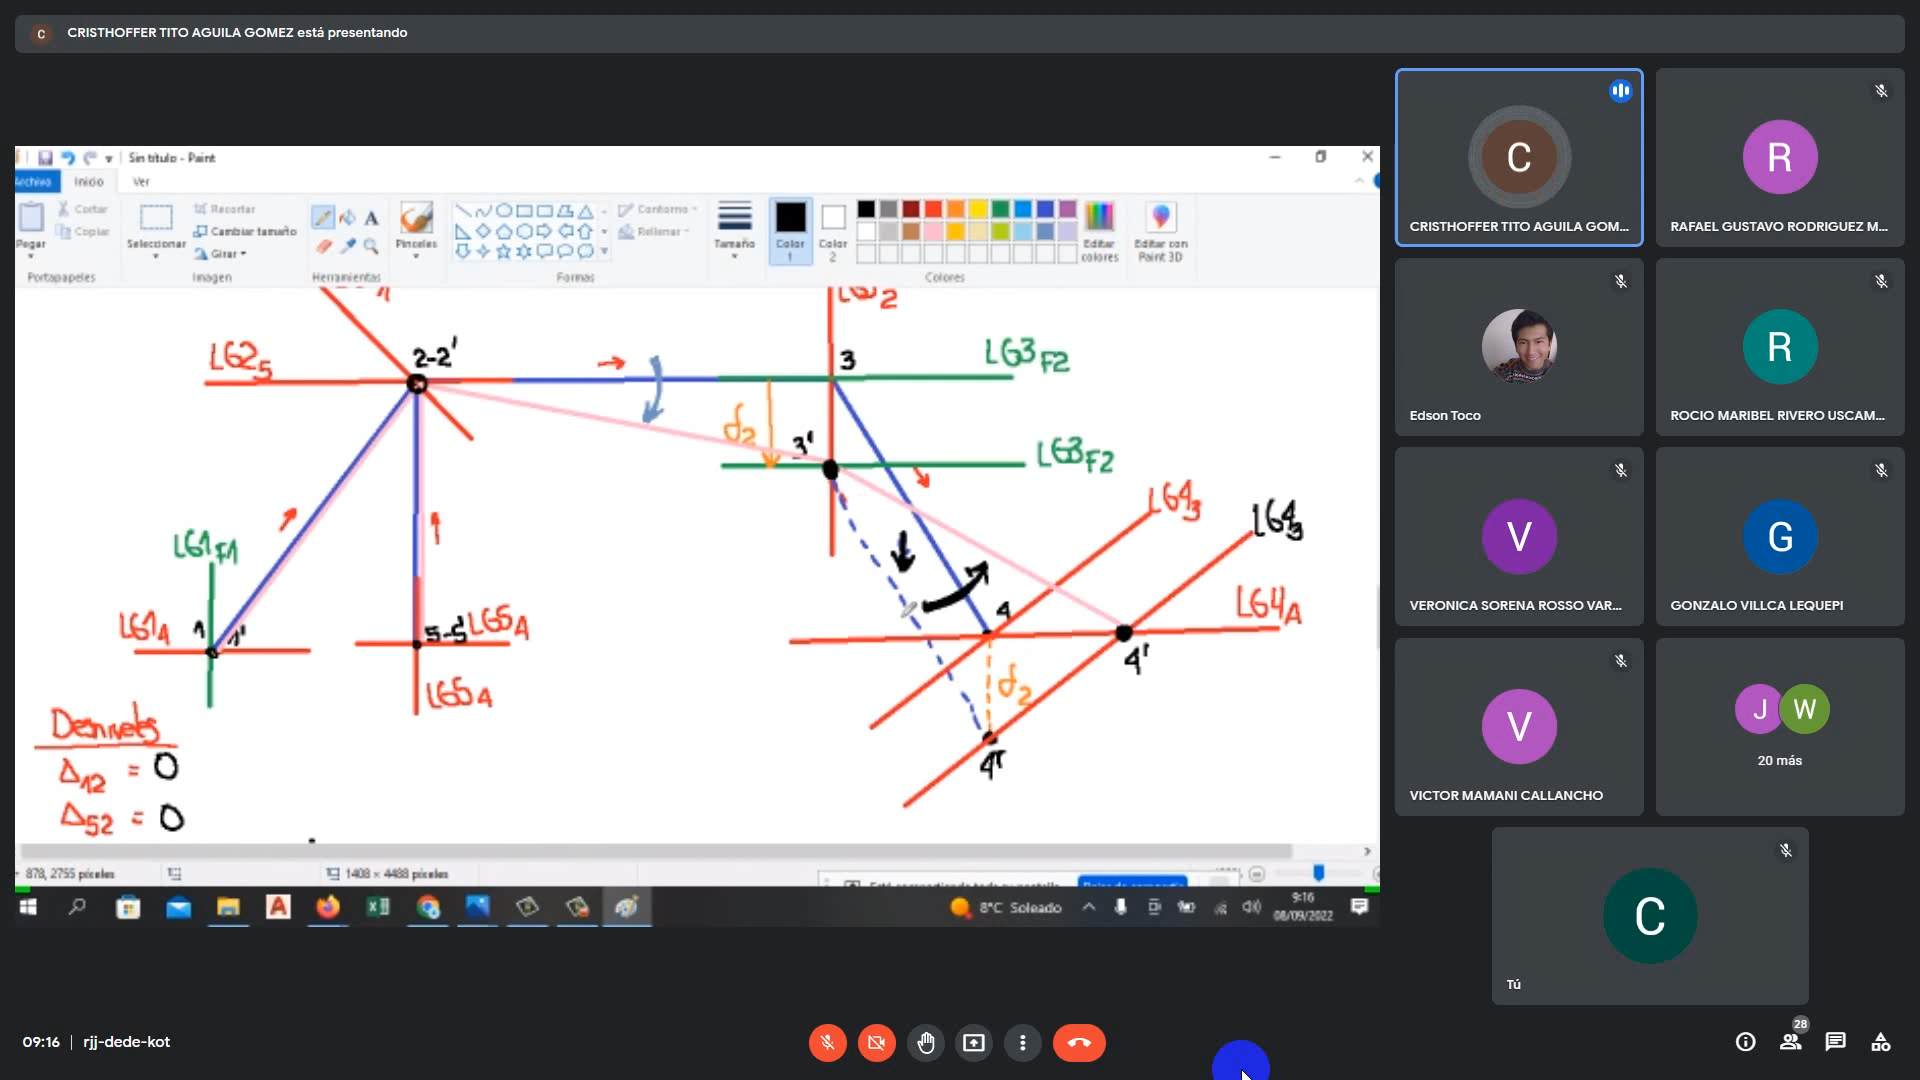 C CRISTHOFFER TITO AGUILA GOMEZ está presentando
Sin título - Paint
Archivo Inicio Ver
Pegar
Cortar
Copiar
Portapapeles
Seleccionar
Recortar
Cambiar tamaño
Girar
Imagen
A
Herramientas
Pinceles
Contorno
Rellenar
Formas
Tamaño
Color 1
Color 2
Editar colores
Editar con Paint 3D
Colores
LG2₅
2-2'
3
LG3F2
δ2
3'
LG3F2
LG4₃
LG4₃
LG1F1
LG1A
1
1'
5-5'
LG5A
LG5A
4
LG4A
4'
δ2
4"
Desnivels
Δ12 = 0
Δ52 = 0
878, 2755 píxeles
1408 × 4488 píxeles
8°C Soleado
9:16
08/09/2022
C
CRISTHOFFER TITO AGUILA GOM...
R
RAFAEL GUSTAVO RODRIGUEZ M...
Edson Toco
R
ROCIO MARIBEL RIVERO USCAM...
V
VERONICA SORENA ROSSO VAR...
G
GONZALO VILLCA LEQUEPI
V
VICTOR MAMANI CALLANCHO
J W
20 más
C
Tú
09:16 | rjj-dede-kot
28